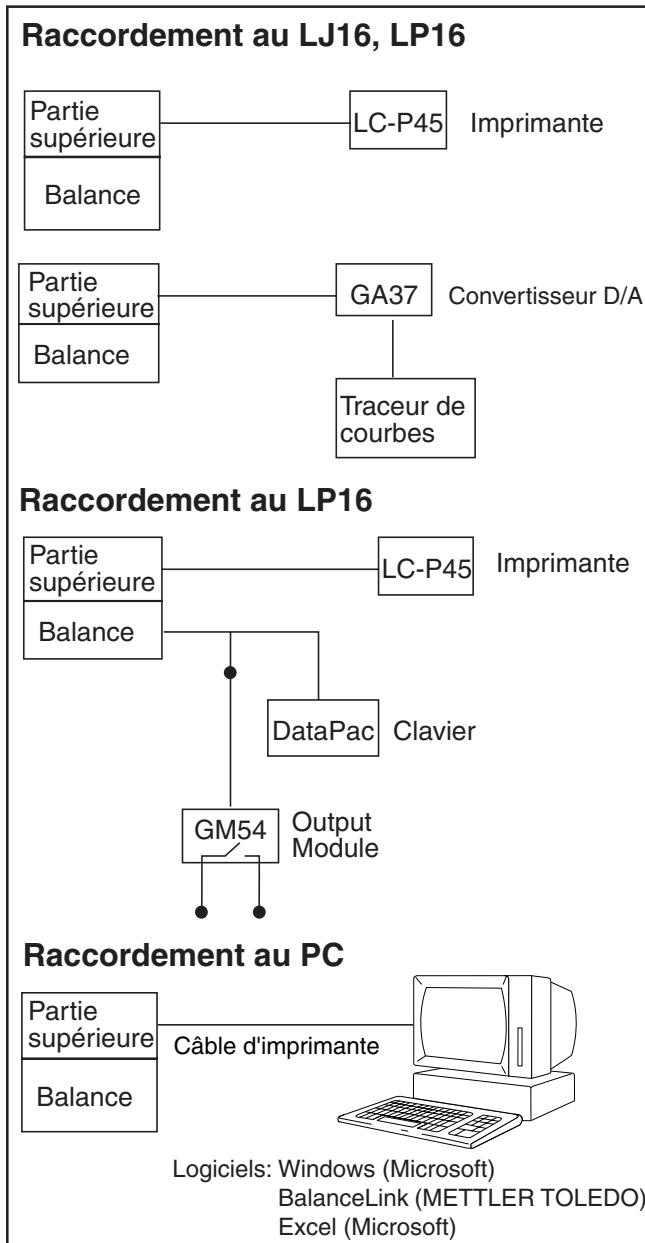 Raccordement au LJ16, LP16
Partie
supérieure
Balance
LC-P45
Imprimante
Partie
supérieure
Balance
GA37
Convertisseur D/A
Traceur de
courbes
Raccordement au LP16
Partie
supérieure
Balance
LC-P45
Imprimante
DataPac
Clavier
GM54
Output
Module
Raccordement au PC
Partie
supérieure
Balance
Câble d'imprimante
Logiciels: Windows (Microsoft)
BalanceLink (METTLER TOLEDO)
Excel (Microsoft)